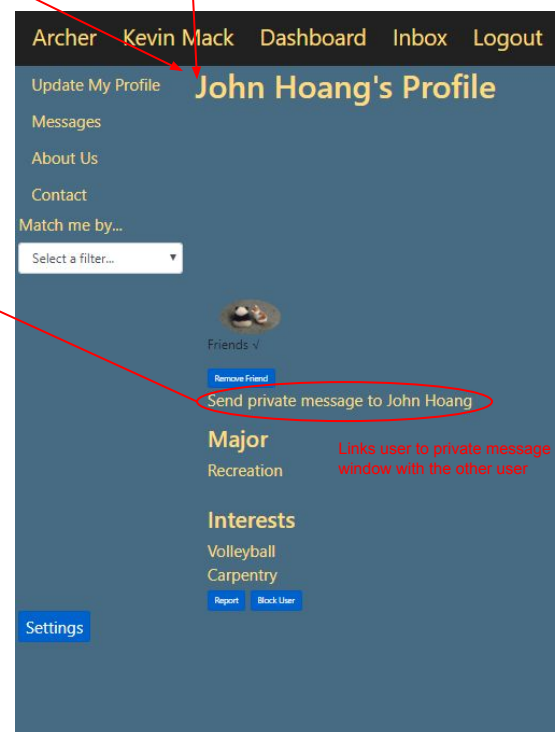 Archer Kevin Mack Dashboard Inbox Logout
Update My Profile
John Hoang's Profile
Messages
About Us
Contact
Match me by...
Select a filter...
Friends √
Remove Friend
Send private message to John Hoang
Major
Recreation
Links user to private message
window with the other user
Interests
Volleyball
Carpentry
Report Block User
Settings